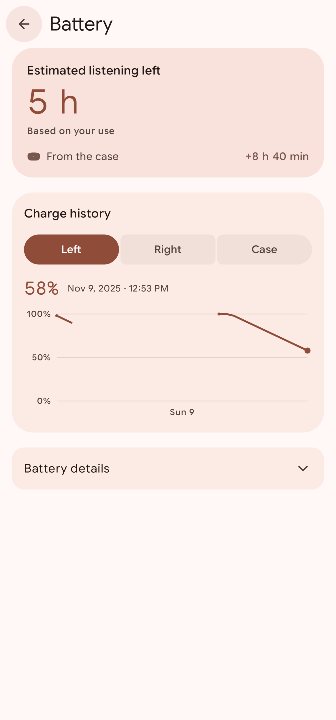 Battery
Estimated listening left
5 h
Based on your use
From the case +8 h 40 min
Charge history
Left Right Case
58% Nov 9, 2025 - 12:53 PM
100%
50%
0%
Sun 9
Battery details